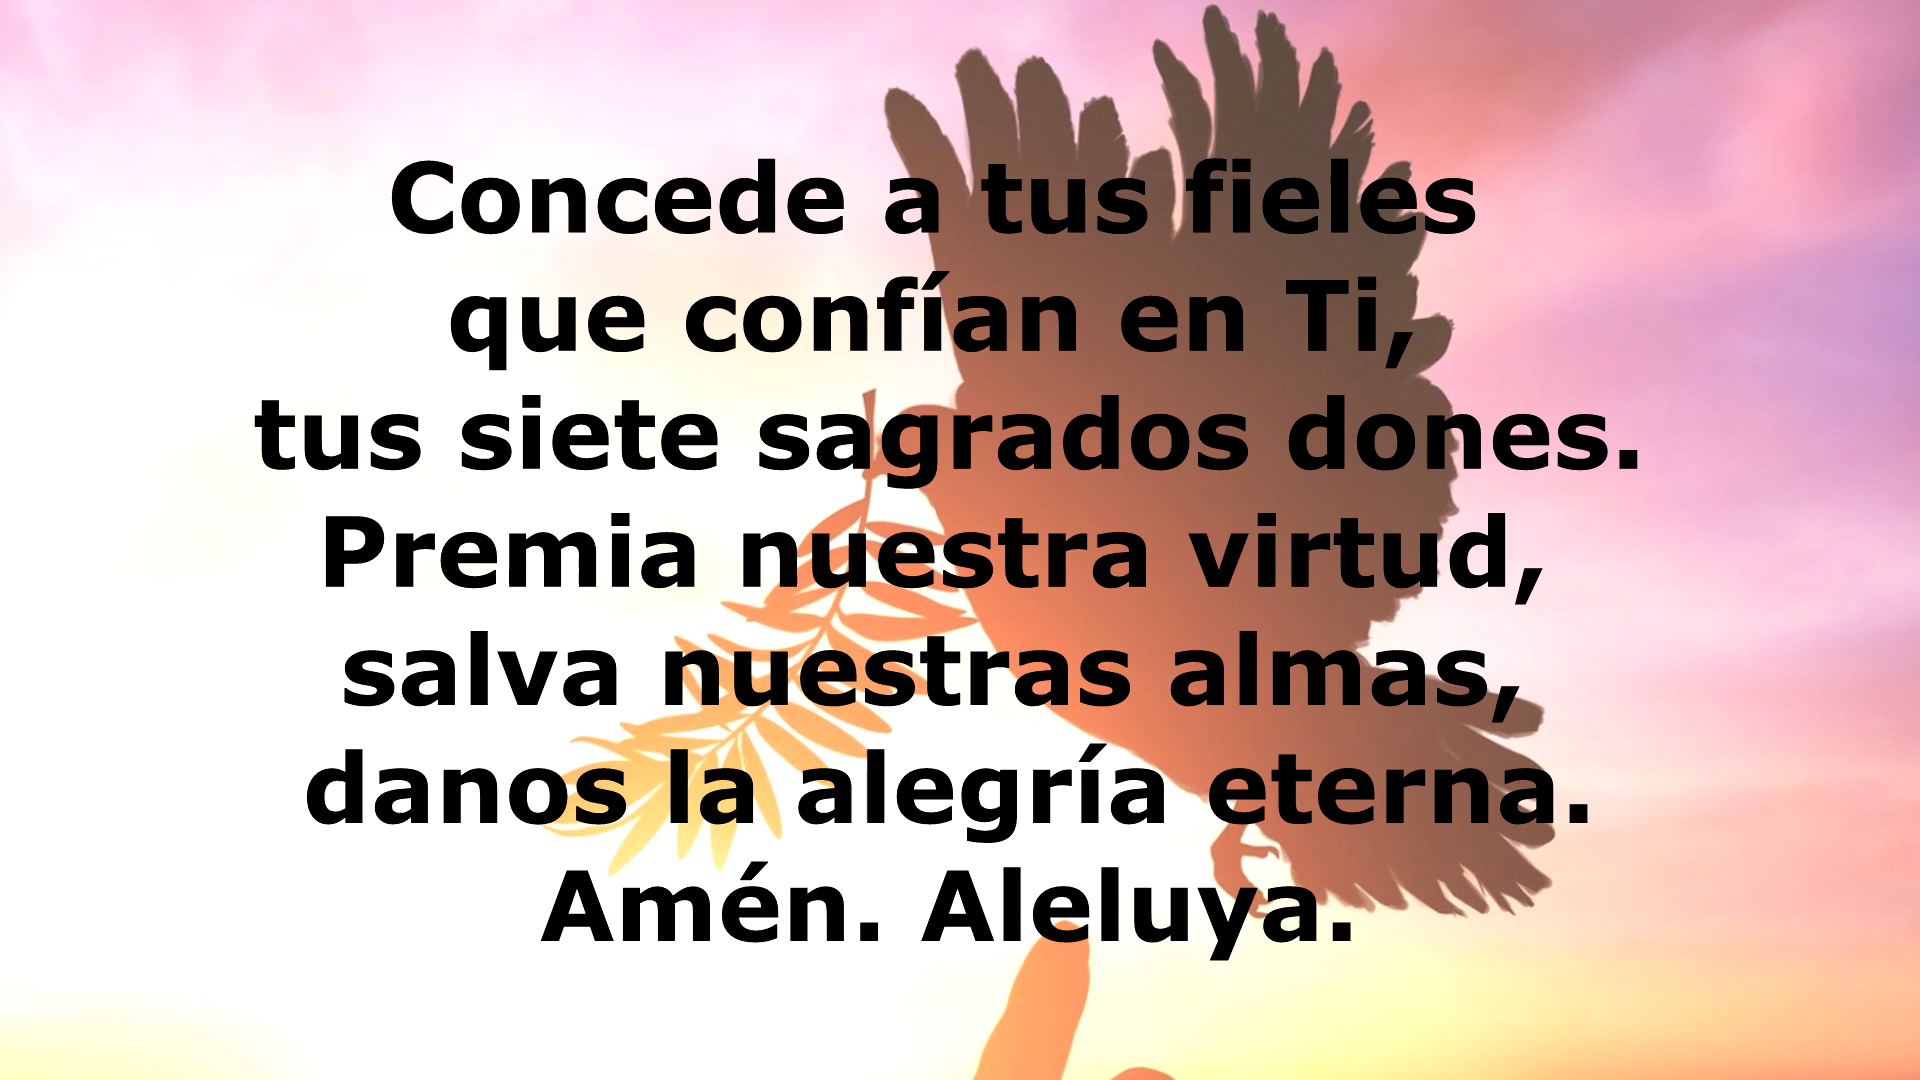 Concede a tus fieles
que confían en Ti,
tus siete sagrados dones.
Premia nuestra virtud,
salva nuestras almas,
danos la alegría eterna.
Amén. Aleluya.